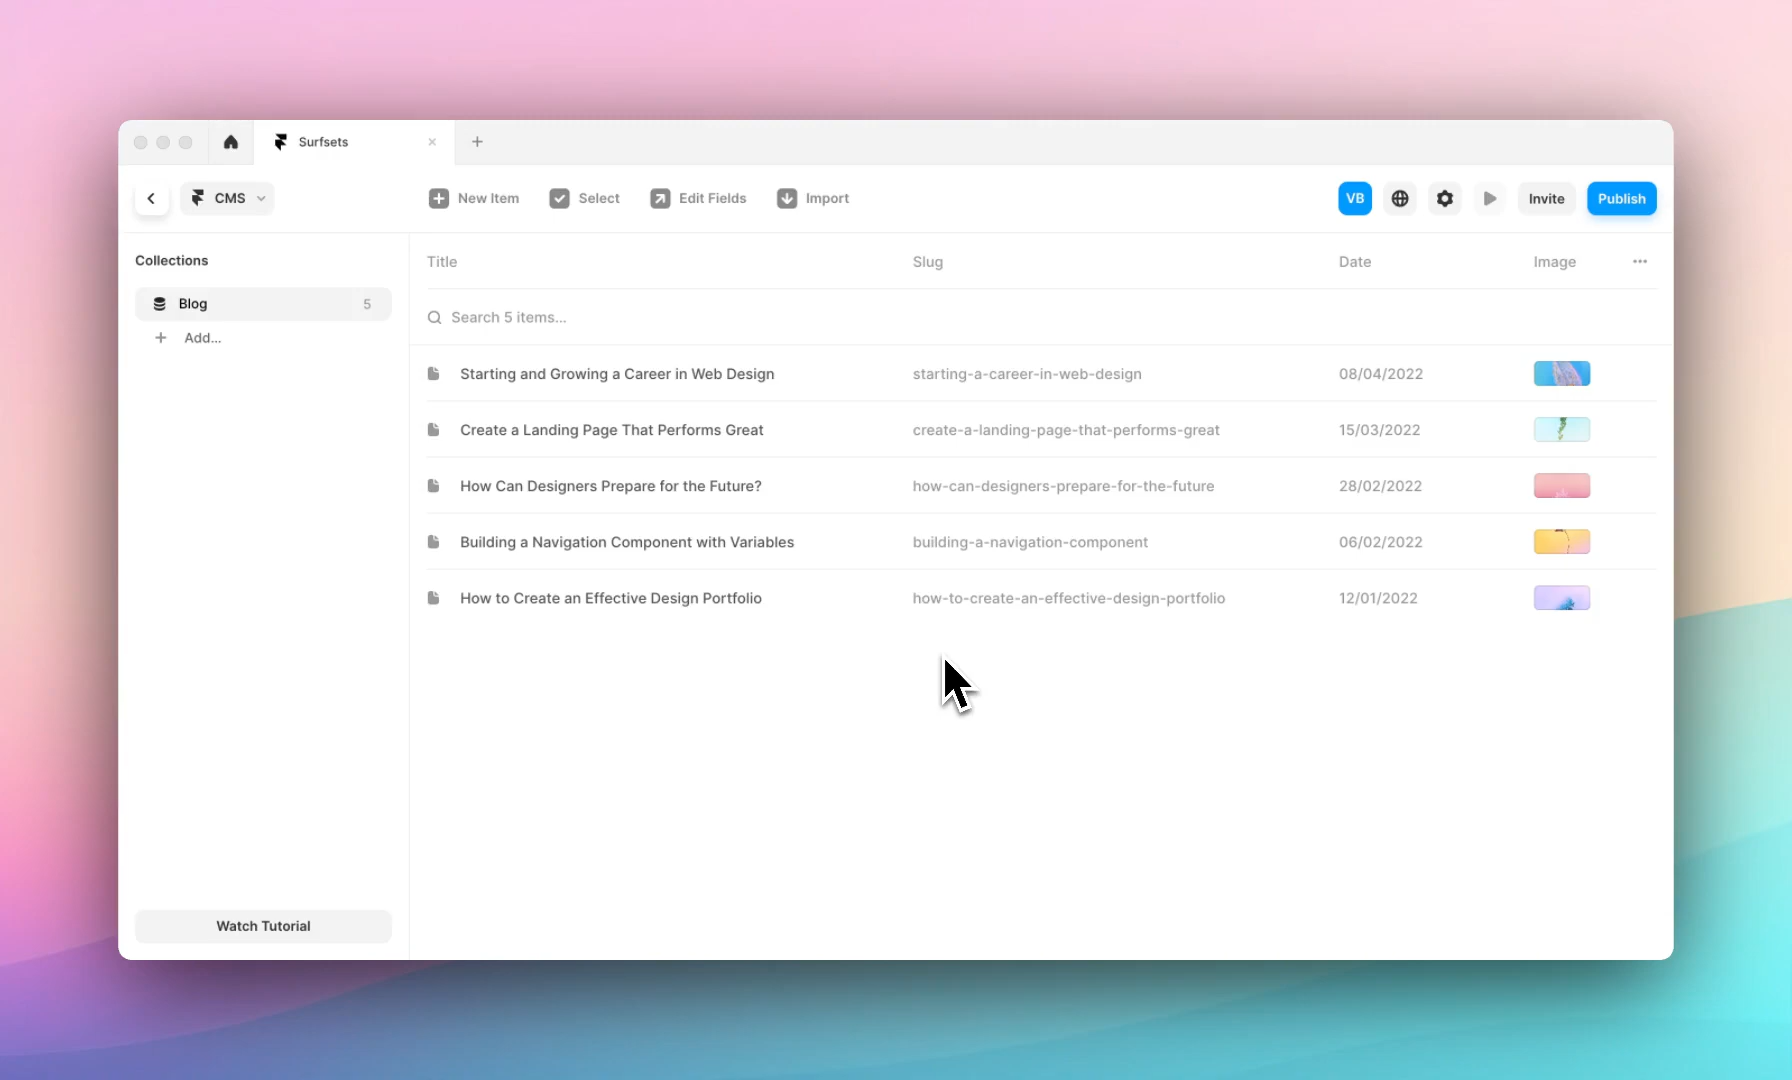 Surfsets
CMS
New Item
Select
Edit Fields
Import
VB
Invite
Publish
Collections
Blog 5
Add...
Title Slug Date Image
Search 5 items...
Starting and Growing a Career in Web Design starting-a-career-in-web-design 08/04/2022
Create a Landing Page That Performs Great create-a-landing-page-that-performs-great 15/03/2022
How Can Designers Prepare for the Future? how-can-designers-prepare-for-the-future 28/02/2022
Building a Navigation Component with Variables building-a-navigation-component 06/02/2022
How to Create an Effective Design Portfolio how-to-create-an-effective-design-portfolio 12/01/2022
Watch Tutorial